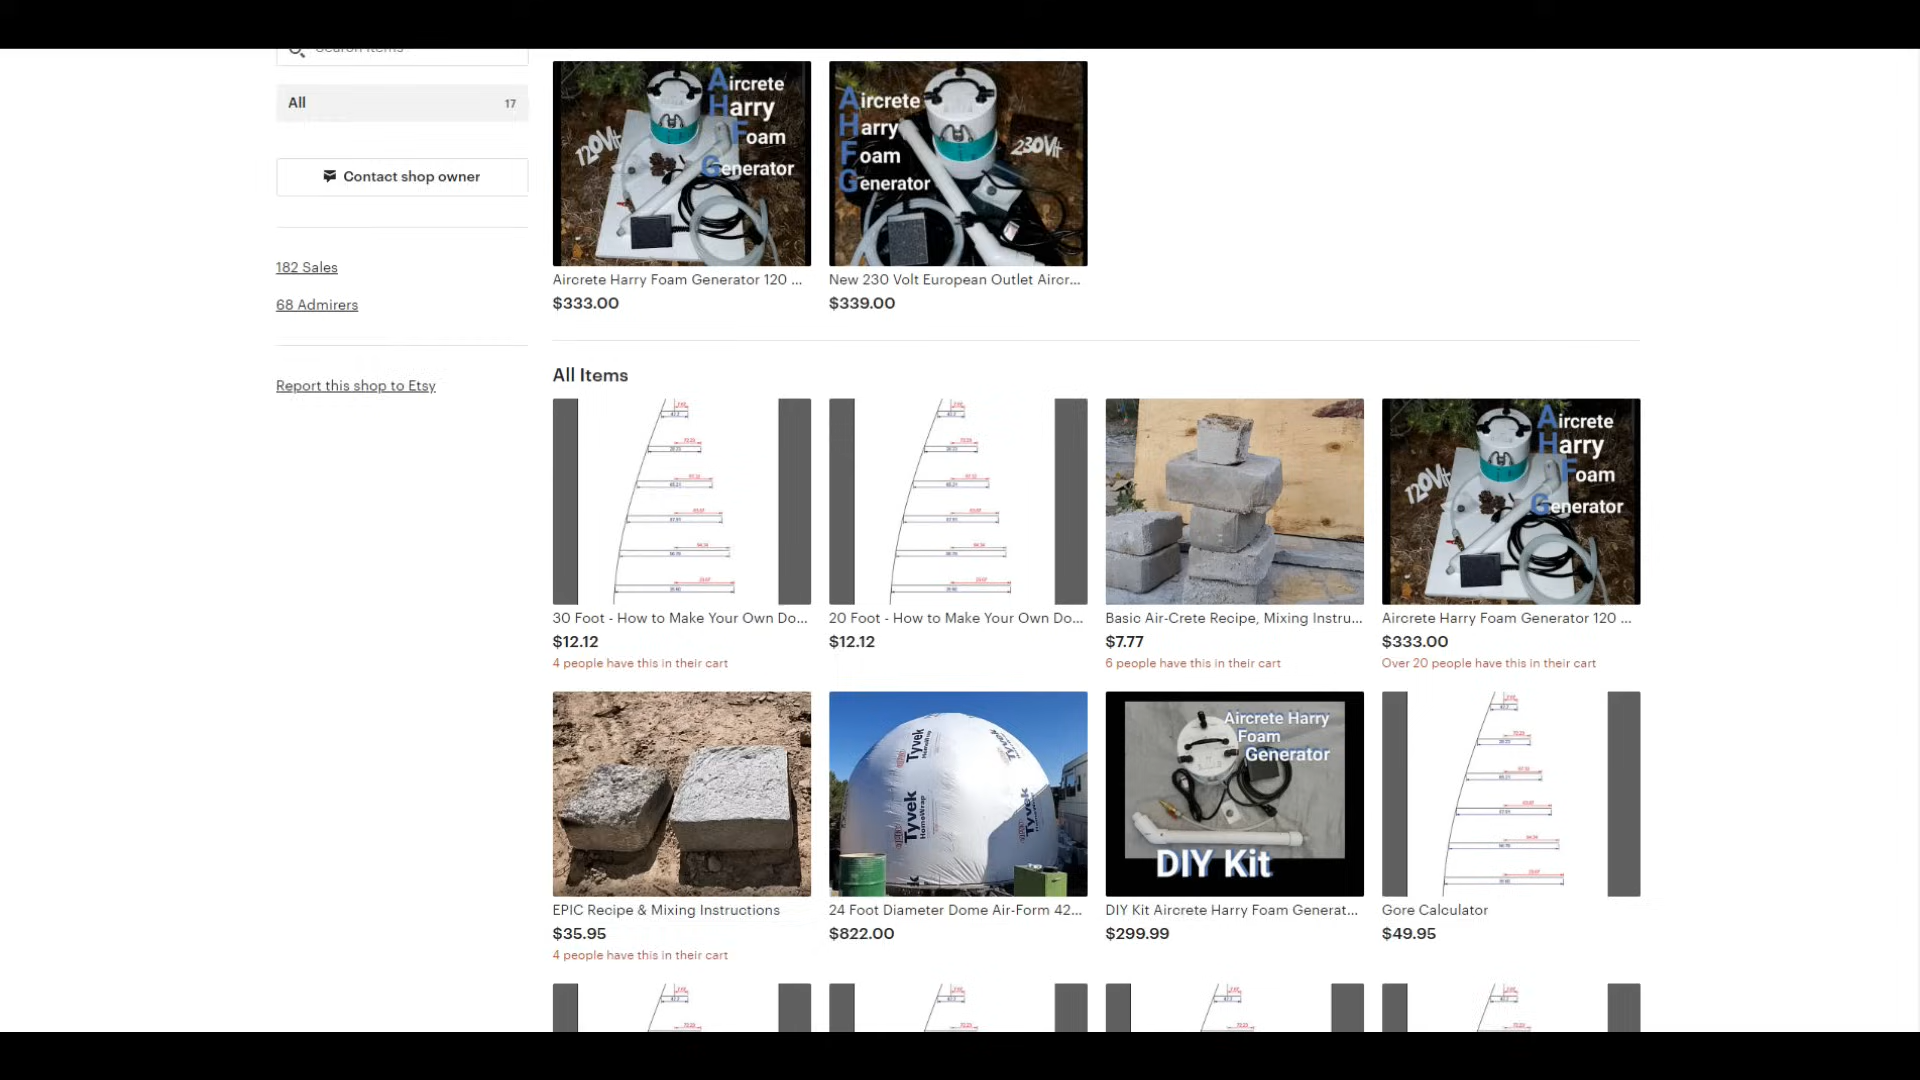 All
17
Contact shop owner
182 Sales
68 Admirers
Report this shop to Etsy
Aircrete
Harry
Foam
Generator
120Vlt
Aircrete
Harry
Foam
Generator
230Vlt
Aircrete Harry Foam Generator 120 ...
$333.00
New 230 Volt European Outlet Aircr...
$339.00
All Items
30 Foot - How to Make Your Own Do...
$12.12
4 people have this in their cart
20 Foot - How to Make Your Own Do...
$12.12
Basic Air-Crete Recipe, Mixing Instru...
$7.77
6 people have this in their cart
Aircrete
Harry
Foam
Generator
120Vlt
Aircrete Harry Foam Generator 120 ...
$333.00
Over 20 people have this in their cart
EPIC Recipe & Mixing Instructions
$35.95
4 people have this in their cart
Tyvek
HomeWrap
Tyvek
Tyvek
HomeWrap
Tyvek
24 Foot Diameter Dome Air-Form 42...
$822.00
Aircrete Harry
Foam
Generator
DIY Kit
DIY Kit Aircrete Harry Foam Generat...
$299.99
Gore Calculator
$49.95